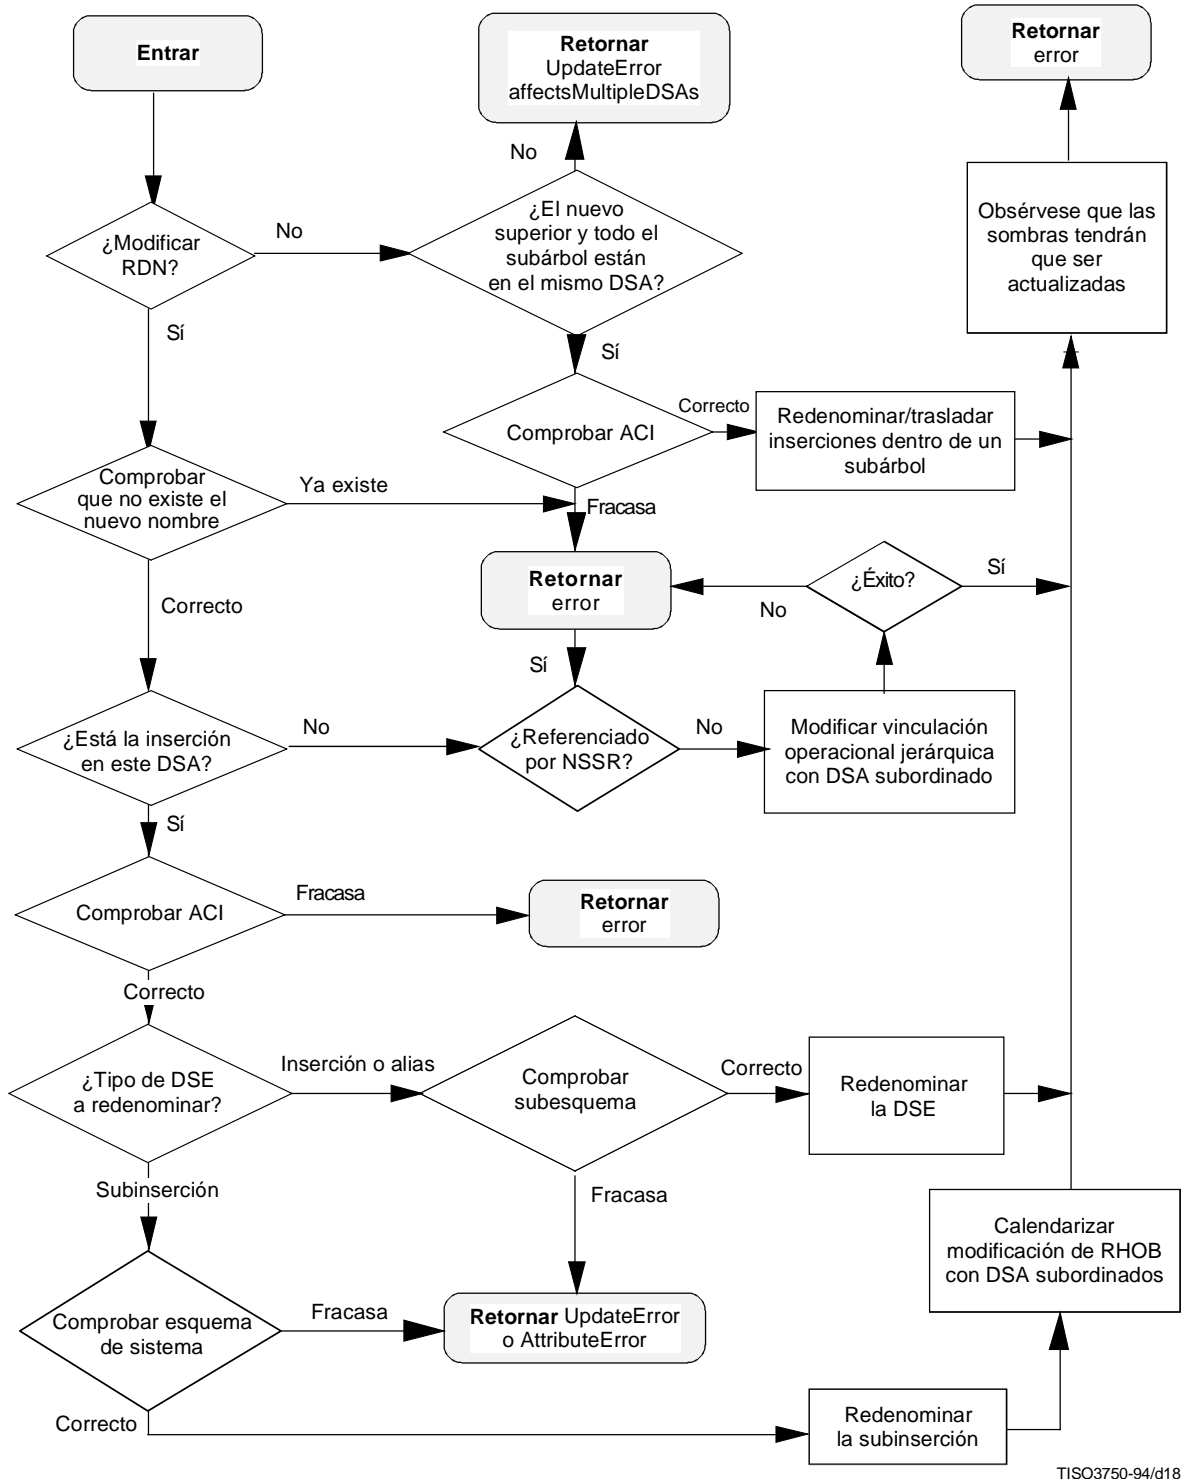 Entrar
Retornar
UpdateError
affectsMultipleDSAs
Retornar
error
No
¿Modificar
RDN?
No
¿El nuevo
superior y todo el
subárbol están
en el mismo DSA?
Obsérvese que las
sombras tendrán
que ser
actualizadas
Sí
Sí
Comprobar ACI
Correcto
Redenominar/trasladar
inserciones dentro de un
subárbol
Comprobar
que no existe el
nuevo nombre
Ya existe
Fracasa
Retornar
error
¿Éxito?
Sí
No
Correcto
Sí
¿Está la inserción
en este DSA?
No
¿Referenciado
por NSSR?
No
Modificar vinculación
operacional jerárquica
con DSA subordinado
Sí
Comprobar ACI
Fracasa
Retornar
error
Correcto
¿Tipo de DSE
a redenominar?
Inserción o alias
Comprobar
subesquema
Correcto
Redenominar
la DSE
Subinserción
Fracasa
Calendarizar
modificación de RHOB
con DSA subordinados
Comprobar esquema
de sistema
Fracasa
Retornar UpdateError
o AttributeError
Correcto
Redenominar
la subinserción
TISO3750-94/d18